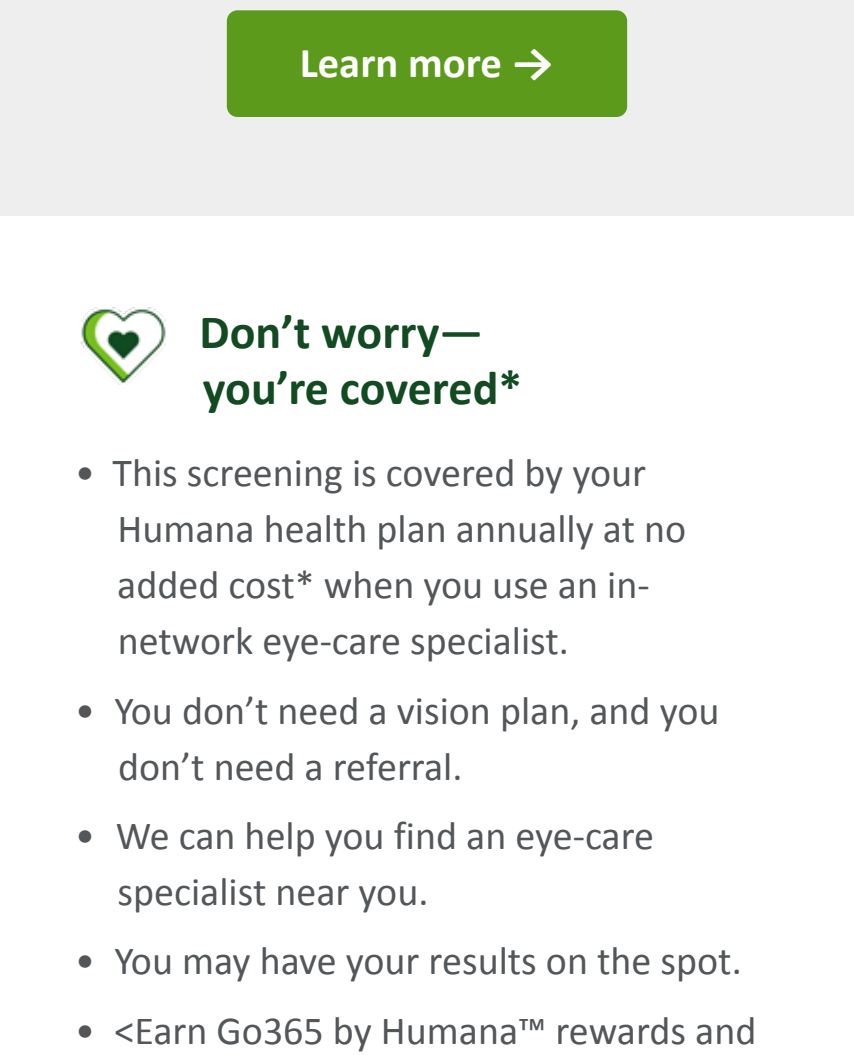 Learn more →
Don’t worry—
you’re covered*
• This screening is covered by your
Humana health plan annually at no
added cost* when you use an in-
network eye-care specialist.
• You don’t need a vision plan, and you
don’t need a referral.
• We can help you find an eye-care
specialist near you.
• You may have your results on the spot.
• <Earn Go365 by Humana™ rewards and